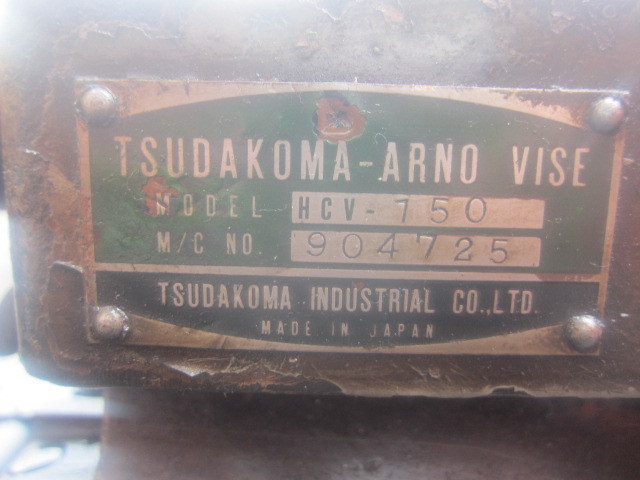 TSUDAKOMA-ARNO VISE
MODEL HCV-150
M/C NO. 904725
TSUDAKOMA INDUSTRIAL CO.,LTD.
MADE IN JAPAN